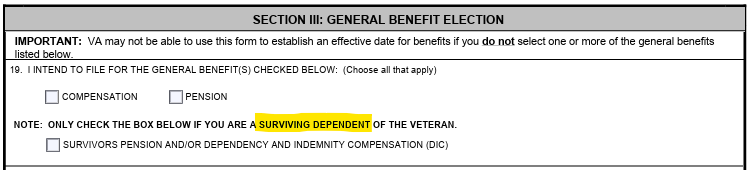 SECTION III: GENERAL BENEFIT ELECTION
IMPORTANT: VA may not be able to use this form to establish an effective date for benefits if you do not select one or more of the general benefits
listed below.
19. I INTEND TO FILE FOR THE GENERAL BENEFIT(S) CHECKED BELOW: (Choose all that apply)
COMPENSATION PENSION
NOTE: ONLY CHECK THE BOX BELOW IF YOU ARE A SURVIVING DEPENDENT OF THE VETERAN.
SURVIVORS PENSION AND/OR DEPENDENCY AND INDEMNITY COMPENSATION (DIC)